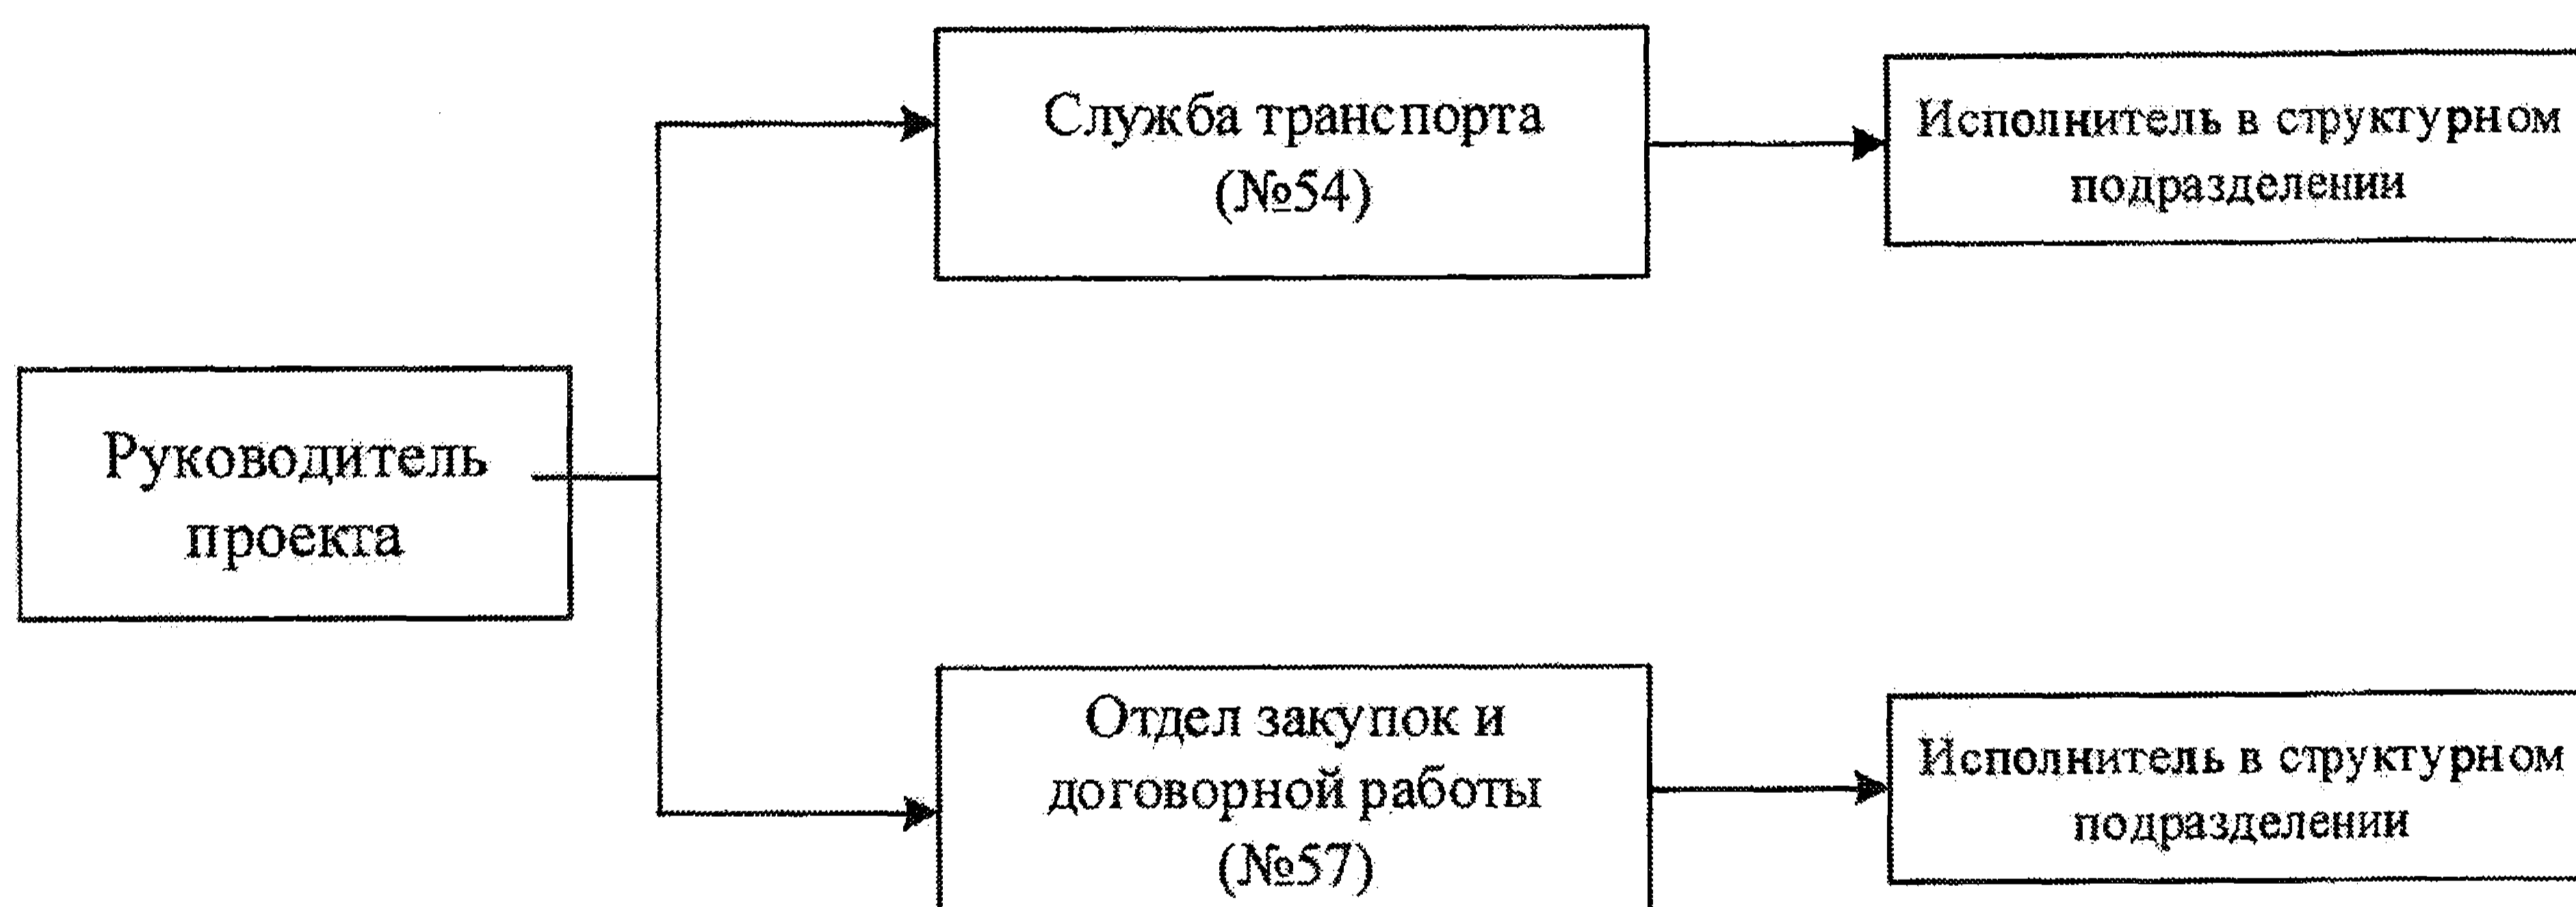 Служба транспорта
(№54)
Исполнитель в структурном
подразделении
Руководитель
проекта
Отдел закупок и
договорной работы
(№57)
Исполнитель в структурном
подразделении